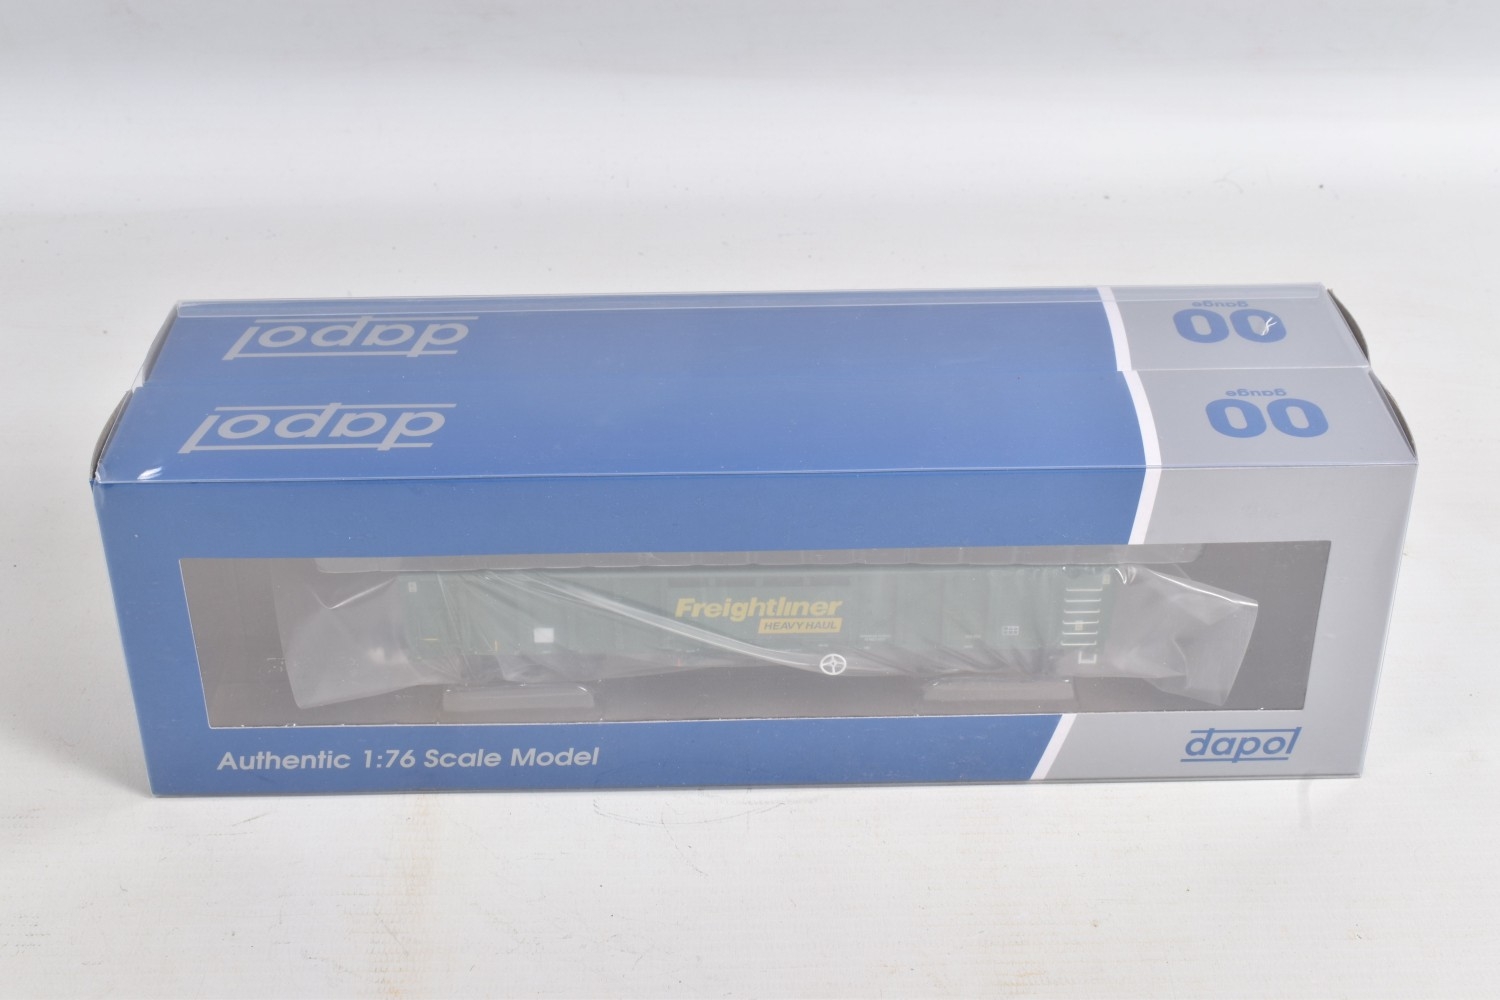 dapol
00
gauge
dapol
00
gauge
Freightliner
HEAVY HAUL
Authentic 1:76 Scale Model
dapol